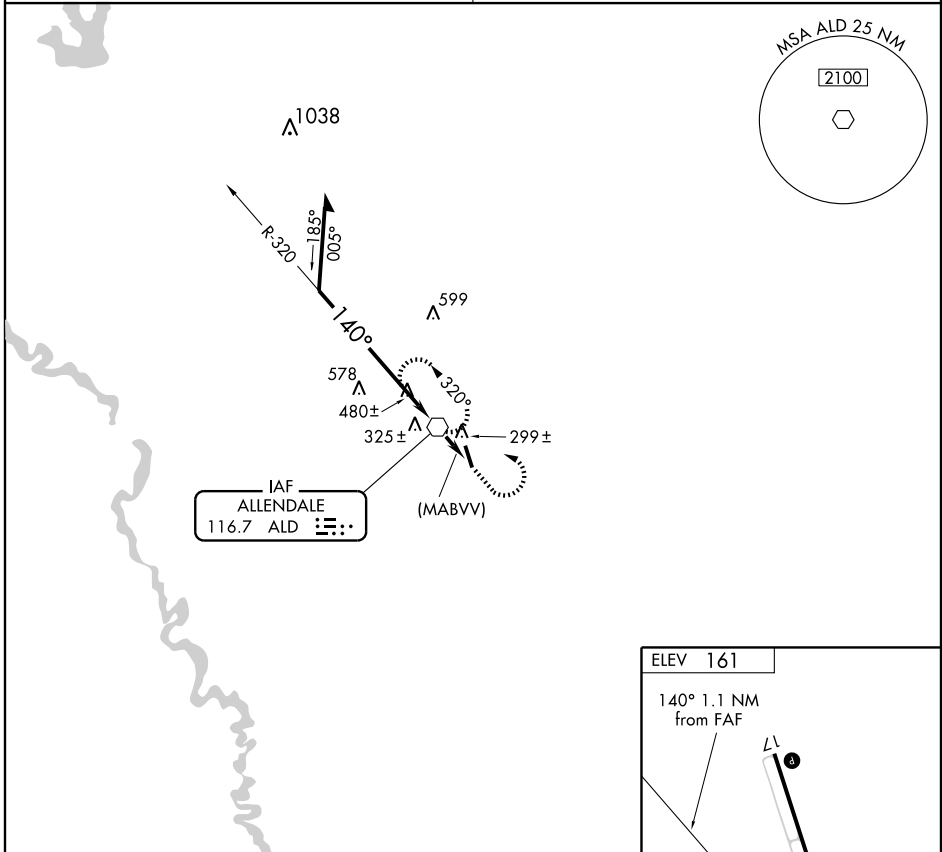 MSA ALD 25 NM
2100
1038
R-320
185°
005°
599
140°
578
320°
480±
325±
299±
IAF
ALLENDALE
116.7 ALD
(MABVV)
ELEV 161
140° 1.1 NM
from FAF
17
P